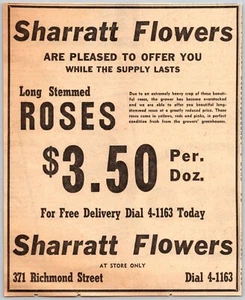 Sharratt Flowers
ARE PLEASED TO OFFER YOU
WHILE THE SUPPLY LASTS
Long Stemmed
ROSES
Due to an extremely heavy crop of these beauti-
ful roses, the grower has become overstocked
and we are able to offer you beautiful long-
stemmed roses at a greatly reduced price. These
roses come in yellows, reds and pinks, in perfect
condition fresh from the growers' greenhouses.
$3.50 Per.
Doz.
For Free Delivery Dial 4-1163 Today
Sharratt Flowers
AT STORE ONLY
371 Richmond Street Dial 4-1163